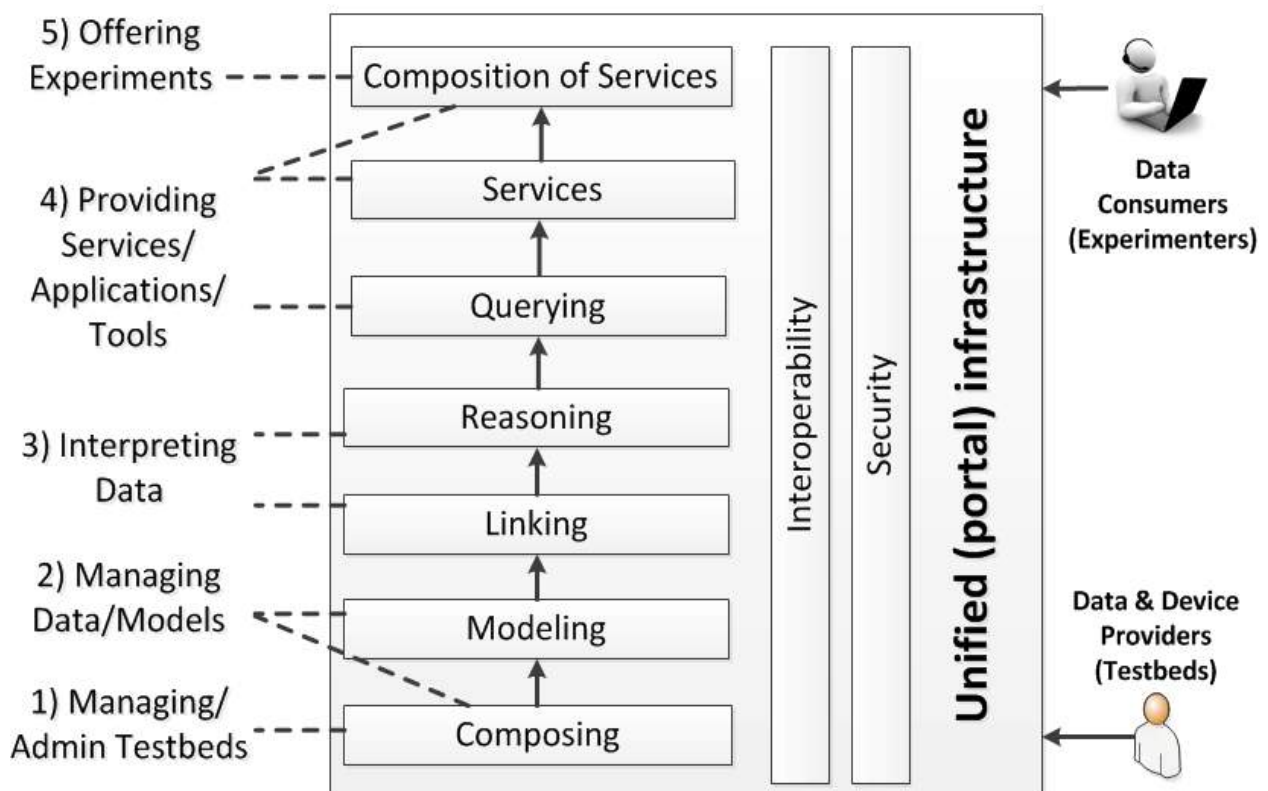 5) Offering
Experiments
Composition of Services
4) Providing
Services/
Applications/
Tools
Services
Querying
3) Interpreting
Data
Reasoning
Linking
2) Managing
Data/Models
Modeling
1) Managing/
Admin Testbeds
Composing
Interoperability
Security
Unified (portal) infrastructure
Data
Consumers
(Experimenters)
Data & Device
Providers
(Testbeds)